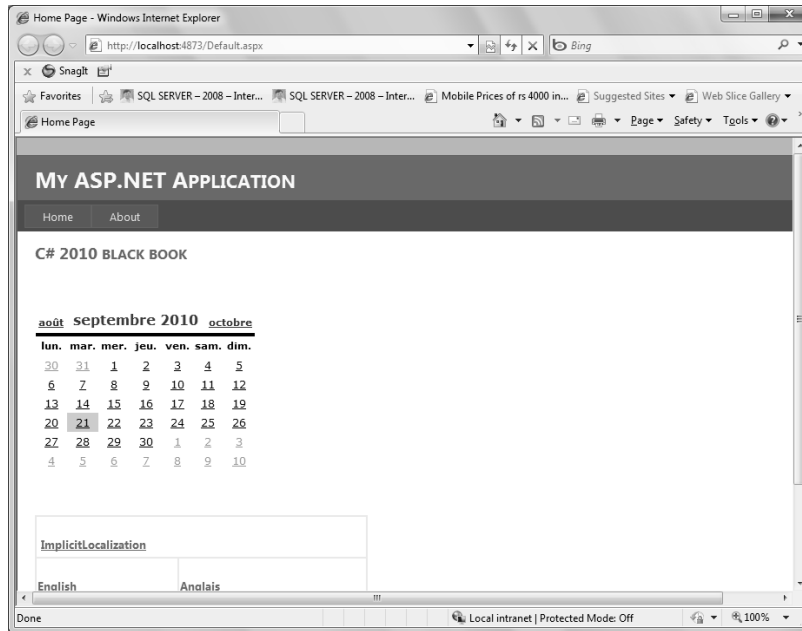 Home Page - Windows Internet Explorer
http://localhost:4873/Default.aspx
Bing
x SnagIt
Favorites SQL SERVER – 2008 – Inter... SQL SERVER – 2008 – Inter... Mobile Prices of rs 4000 in... Suggested Sites Web Slice Gallery
Home Page Page Safety Tools
MY ASP.NET APPLICATION
Home About
C# 2010 BLACK BOOK
août septembre 2010 octobre
lun. mar. mer. jeu. ven. sam. dim.
30 31 1 2 3 4 5
6 7 8 9 10 11 12
13 14 15 16 17 18 19
20 21 22 23 24 25 26
27 28 29 30 1 2 3
4 5 6 7 8 9 10
ImplicitLocalization
English Anglais
Done Local intranet | Protected Mode: Off 100%